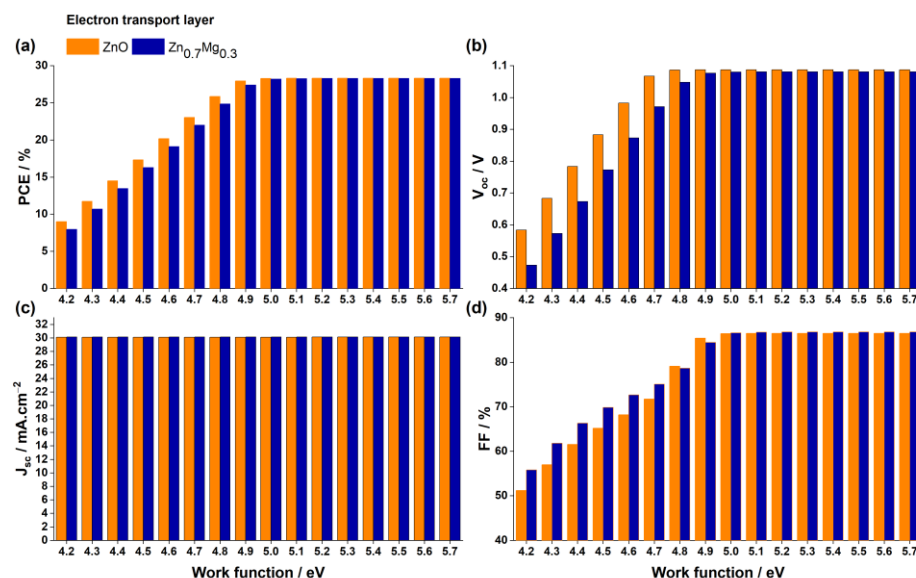 Electron transport layer
(a)
ZnO Zn0.7Mg0.3
PCE / %
30
25
20
15
10
5
0
4.2 4.3 4.4 4.5 4.6 4.7 4.8 4.9 5.0 5.1 5.2 5.3 5.4 5.5 5.6 5.7
(b)
Voc / V
1.1
1.0
0.9
0.8
0.7
0.6
0.5
0.4
4.2 4.3 4.4 4.5 4.6 4.7 4.8 4.9 5.0 5.1 5.2 5.3 5.4 5.5 5.6 5.7
(c)
Jsc / mA.cm−2
32
30
28
26
24
22
20
18
16
14
12
10
8
6
4
2
0
4.2 4.3 4.4 4.5 4.6 4.7 4.8 4.9 5.0 5.1 5.2 5.3 5.4 5.5 5.6 5.7
Work function / eV
(d)
FF / %
90
80
70
60
50
40
4.2 4.3 4.4 4.5 4.6 4.7 4.8 4.9 5.0 5.1 5.2 5.3 5.4 5.5 5.6 5.7
Work function / eV